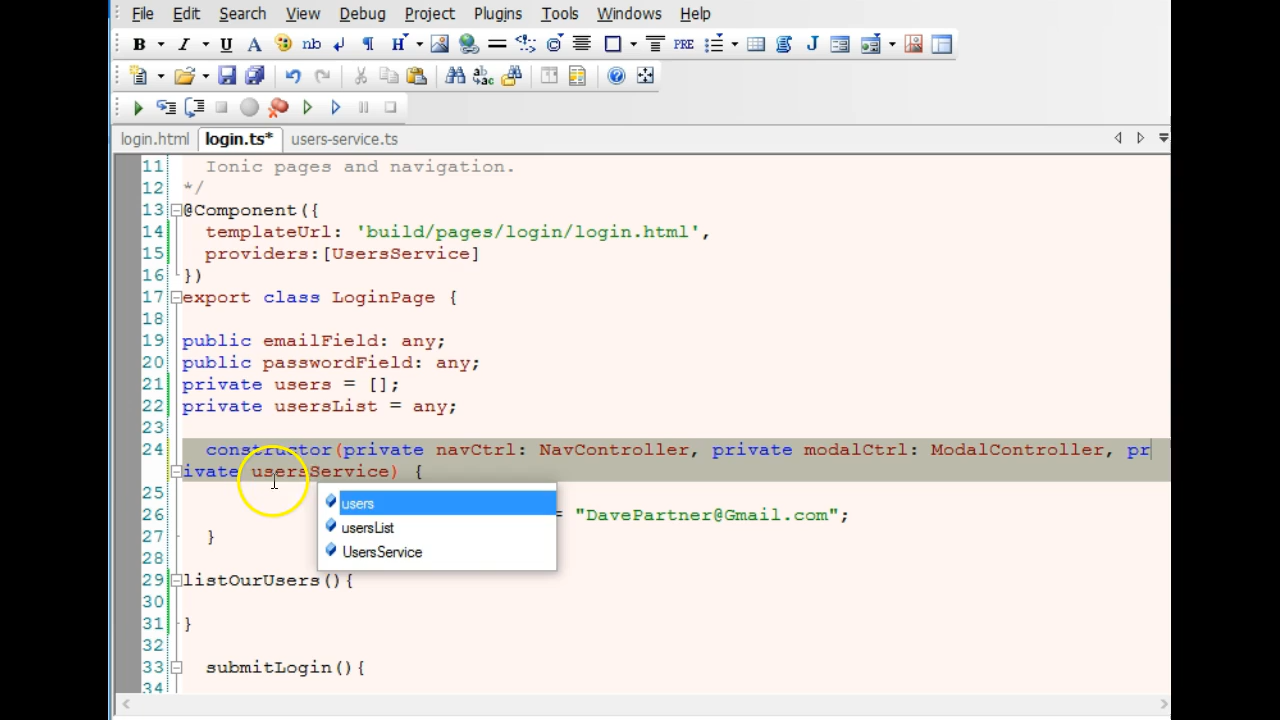 File Edit Search View Debug Project Plugins Tools Windows Help
B I U A nb ¶ H PRE J
login.html login.ts* users-service.ts
11 Ionic pages and navigation.
12 */
13 @Component({
14 templateUrl: 'build/pages/login/login.html',
15 providers:[UsersService]
16 })
17 export class LoginPage {
18
19 public emailField: any;
20 public passwordField: any;
21 private users = [];
22 private usersList = any;
23
24 constructor(private navCtrl: NavController, private modalCtrl: ModalController, pr
ivate usersService) {
25
26 = "DavePartner@Gmail.com";
27 }
28
29 listOurUsers(){
30
31 }
32
33 submitLogin(){
34
users
usersList
UsersService